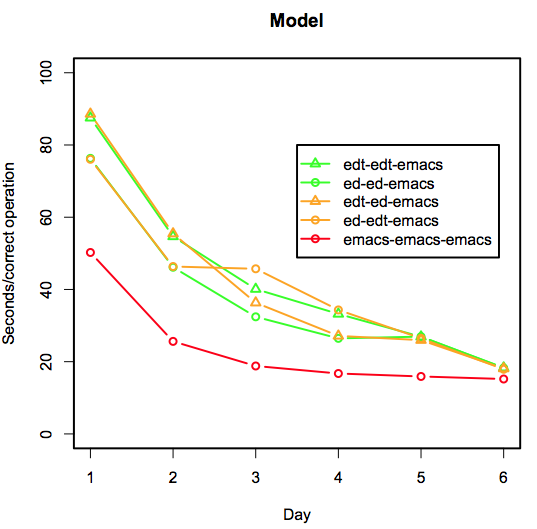 Model
Seconds/correct operation
100
80
60
40
20
0
edt-edt-emacs
ed-ed-emacs
edt-ed-emacs
ed-edt-emacs
emacs-emacs-emacs
1 2 3 4 5 6
Day